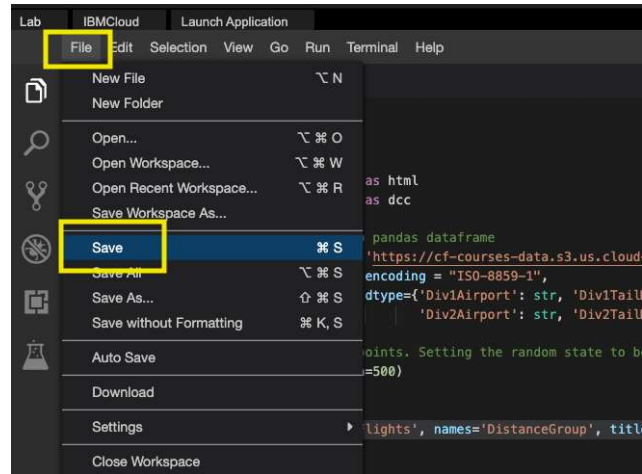 Lab IBMCloud Launch Application
File Edit Selection View Go Run Terminal Help
New File ⌥ N
New Folder
Open... ⌥ ⌘ O
Open Workspace... ⌥ ⌘ W
Open Recent Workspace... ⌥ ⌘ R
Save Workspace As...
Save ⌘ S
Save All ⌥ ⌘ S
Save As... ⇧ ⌘ S
Save without Formatting ⌘ K, S
Auto Save
Download
Settings
Close Workspace
as html
as dcc
pandas dataframe
'https://cf-courses-data.s3.us.cloud
encoding = "ISO-8859-1",
dtype={'Div1Airport': str, 'Div1Tail
'Div2Airport': str, 'Div2Tail
oints. Setting the random state to b
=500)
lights', names='DistanceGroup', titl